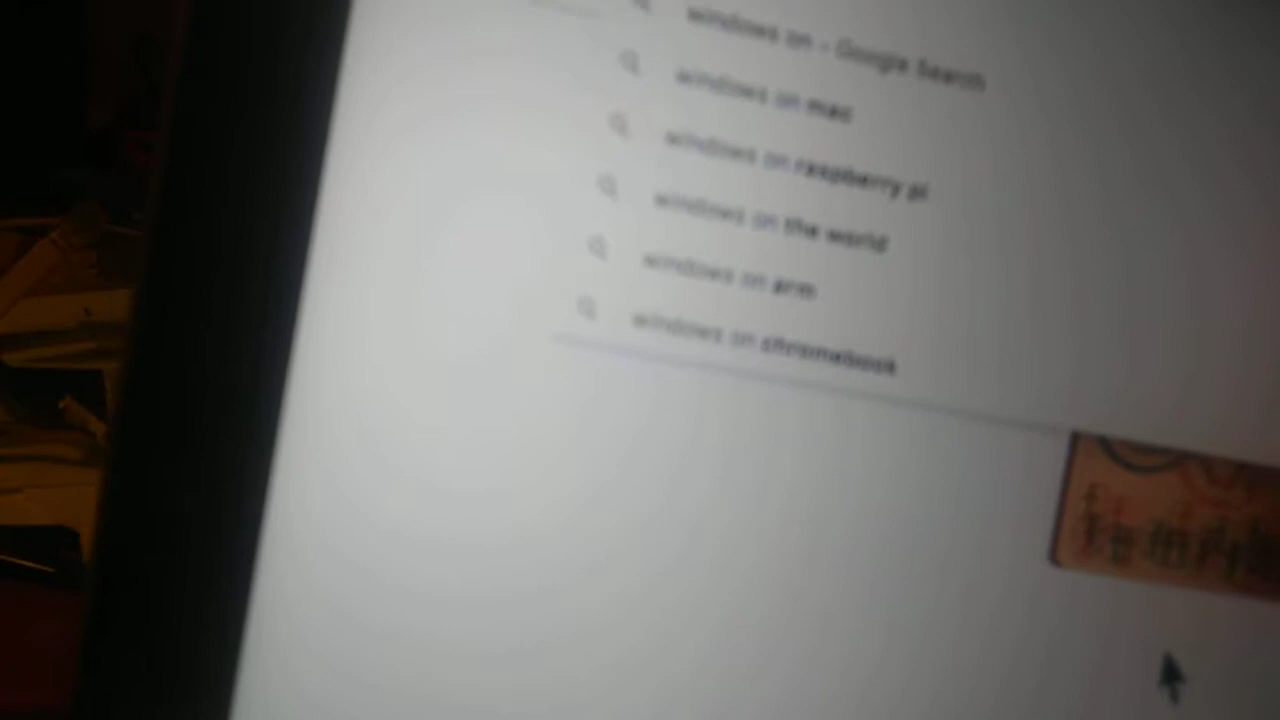 windows on - Google Search
windows on mac
windows on raspberry pi
windows on the world
windows on arm
windows on chromebook